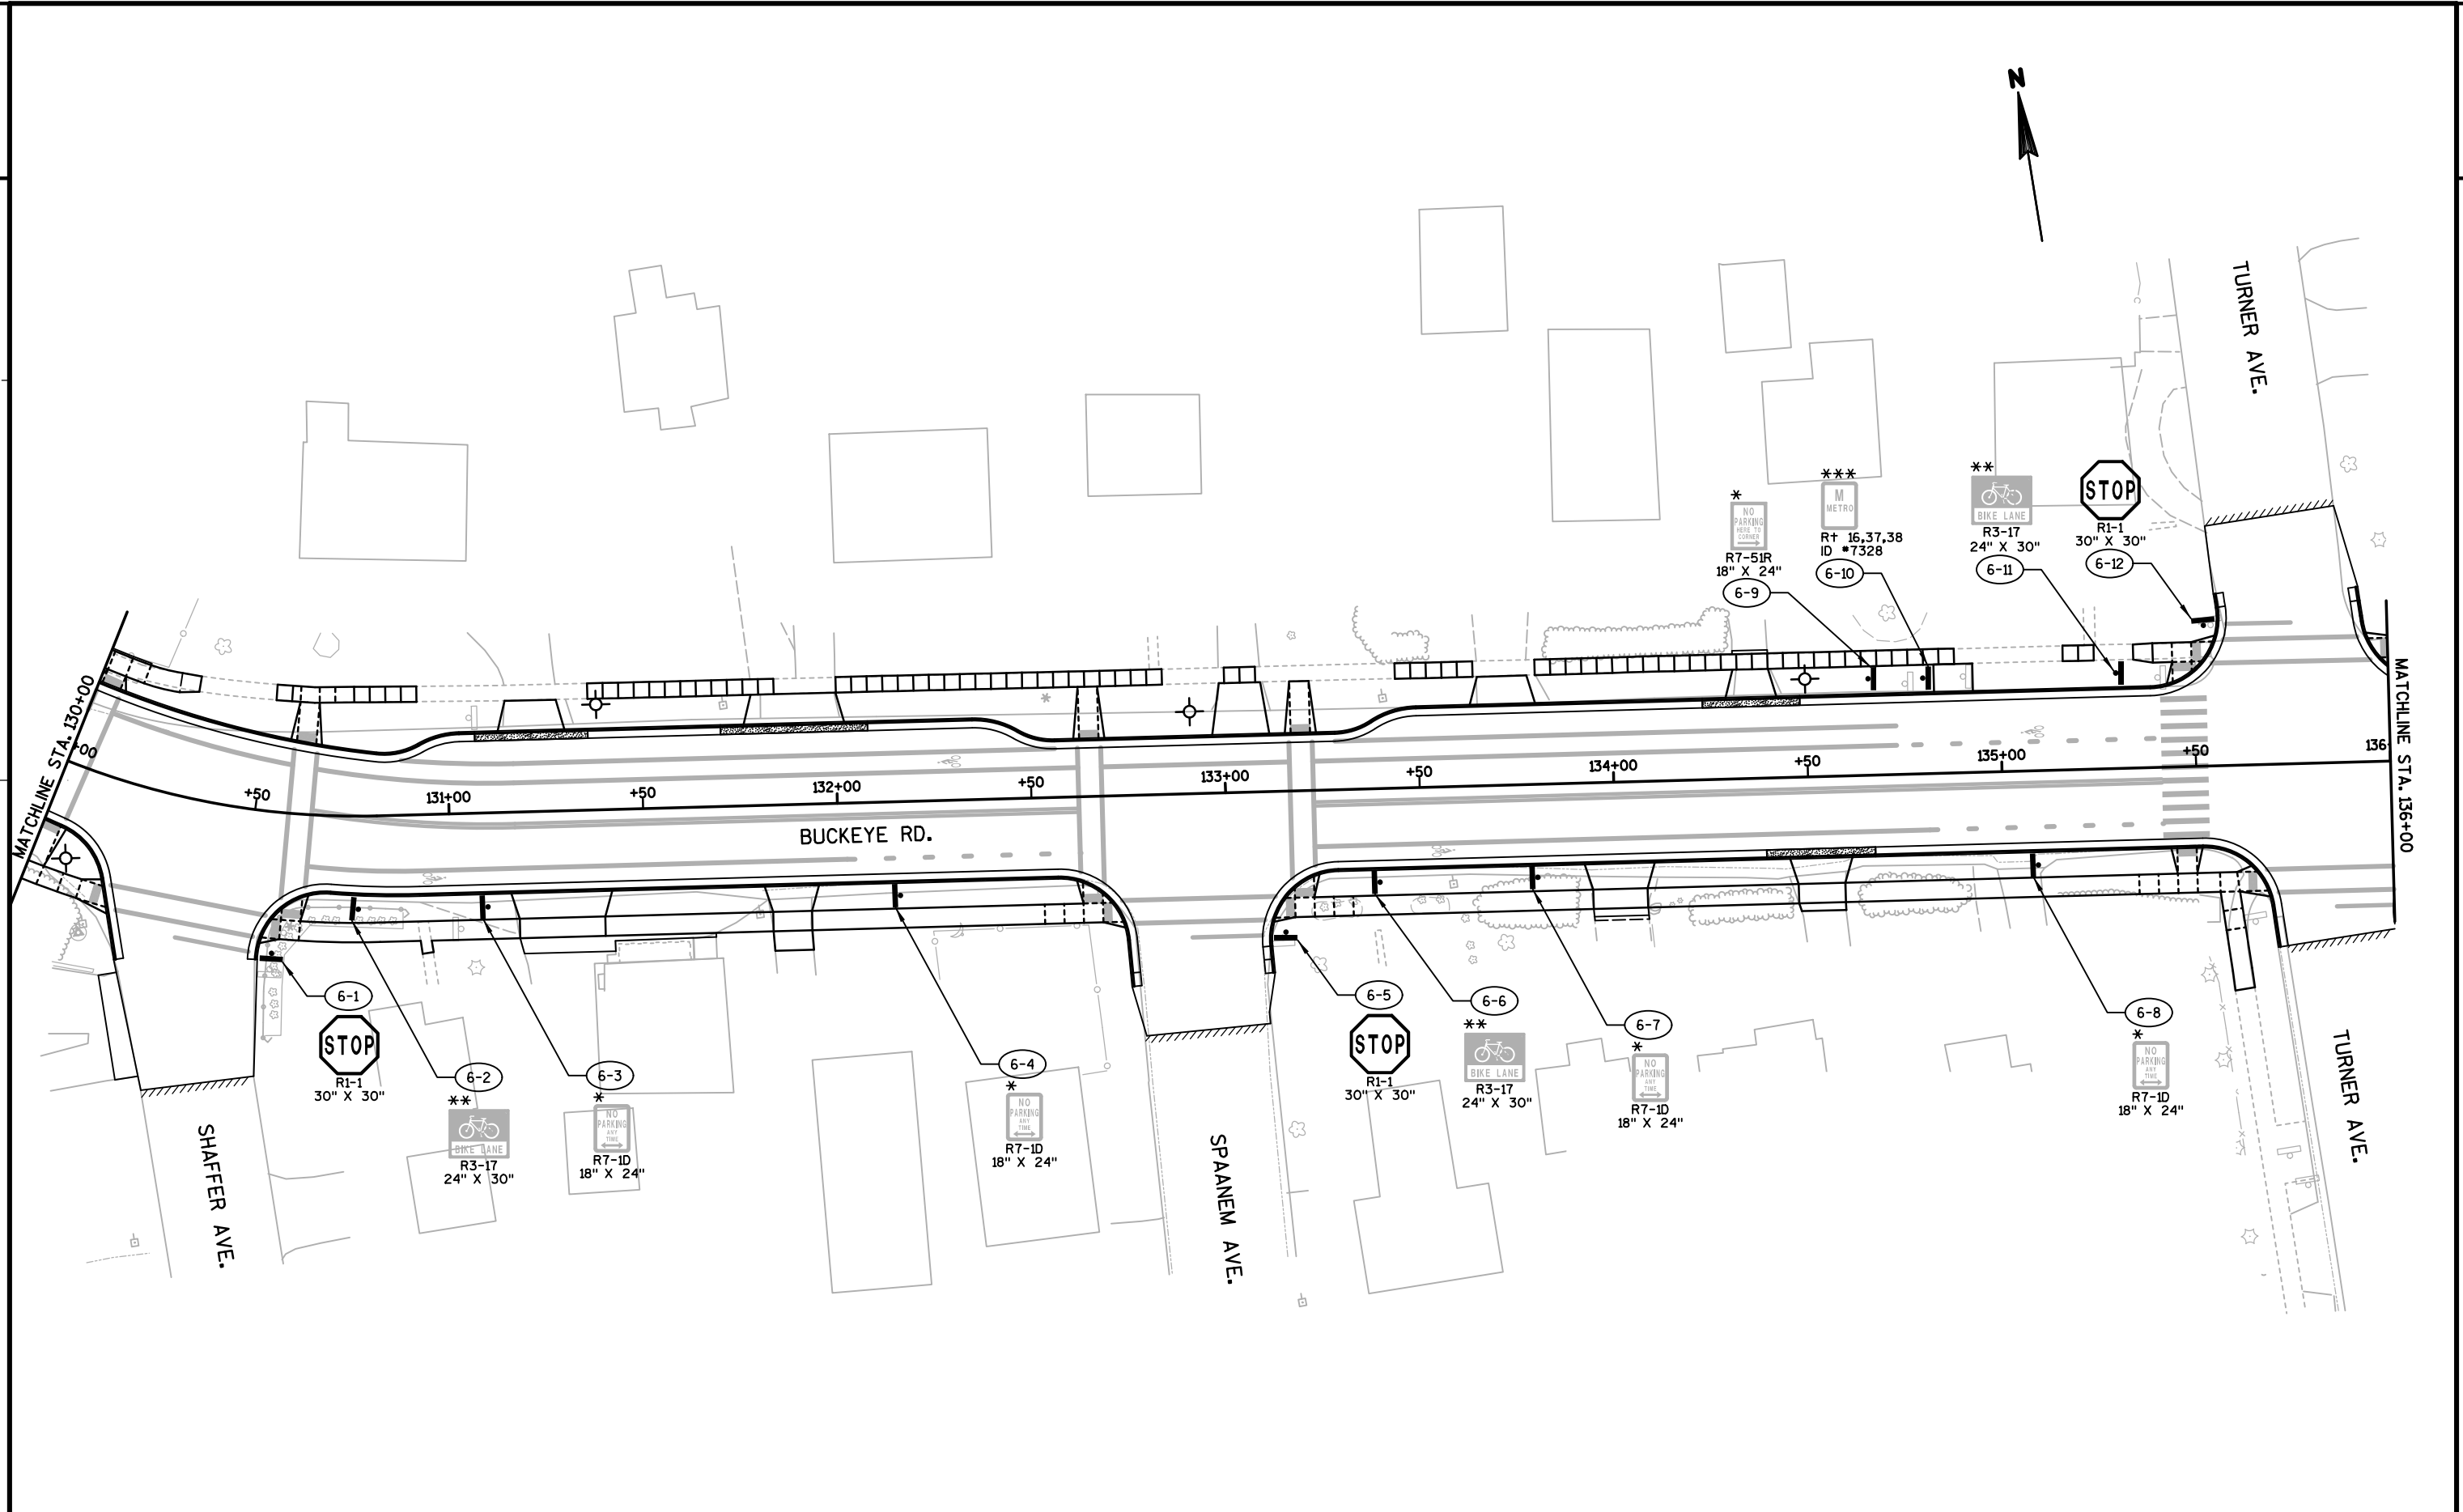 N
TURNER AVE.
*
NO
PARKING
HERE TO
CORNER
R7-51R
18" X 24"
6-9
***
M
METRO
R† 16,37,38
ID #7328
6-10
**
BIKE LANE
R3-17
24" X 30"
6-11
STOP
R1-1
30" X 30"
6-12
MATCHLINE STA. 130+00
+00
+50
131+00
+50
132+00
+50
133+00
+50
134+00
+50
135+00
+50
136+
MATCHLINE STA. 136+00
BUCKEYE RD.
6-1
STOP
R1-1
30" X 30"
6-2
**
BIKE LANE
R3-17
24" X 30"
6-3
*
NO
PARKING
ANY
TIME
R7-1D
18" X 24"
6-4
*
NO
PARKING
ANY
TIME
R7-1D
18" X 24"
6-5
STOP
R1-1
30" X 30"
6-6
**
BIKE LANE
R3-17
24" X 30"
6-7
*
NO
PARKING
ANY
TIME
R7-1D
18" X 24"
6-8
*
NO
PARKING
ANY
TIME
R7-1D
18" X 24"
SHAFFER AVE.
SPAANEM AVE.
TURNER AVE.